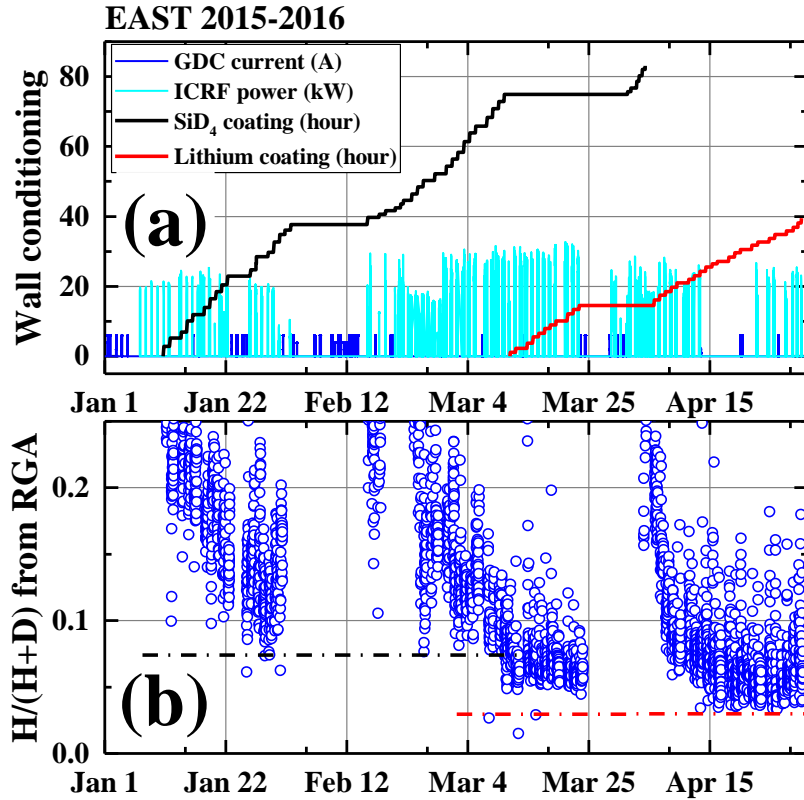 EAST 2015-2016
GDC current (A)
ICRF power (kW)
SiD₄ coating (hour)
Lithium coating (hour)
Wall conditioning
80
60
40
20
0
(a)
Jan 1 Jan 22 Feb 12 Mar 4 Mar 25 Apr 15
H/(H+D) from RGA
0.2
0.1
0.0
(b)
Jan 1 Jan 22 Feb 12 Mar 4 Mar 25 Apr 15